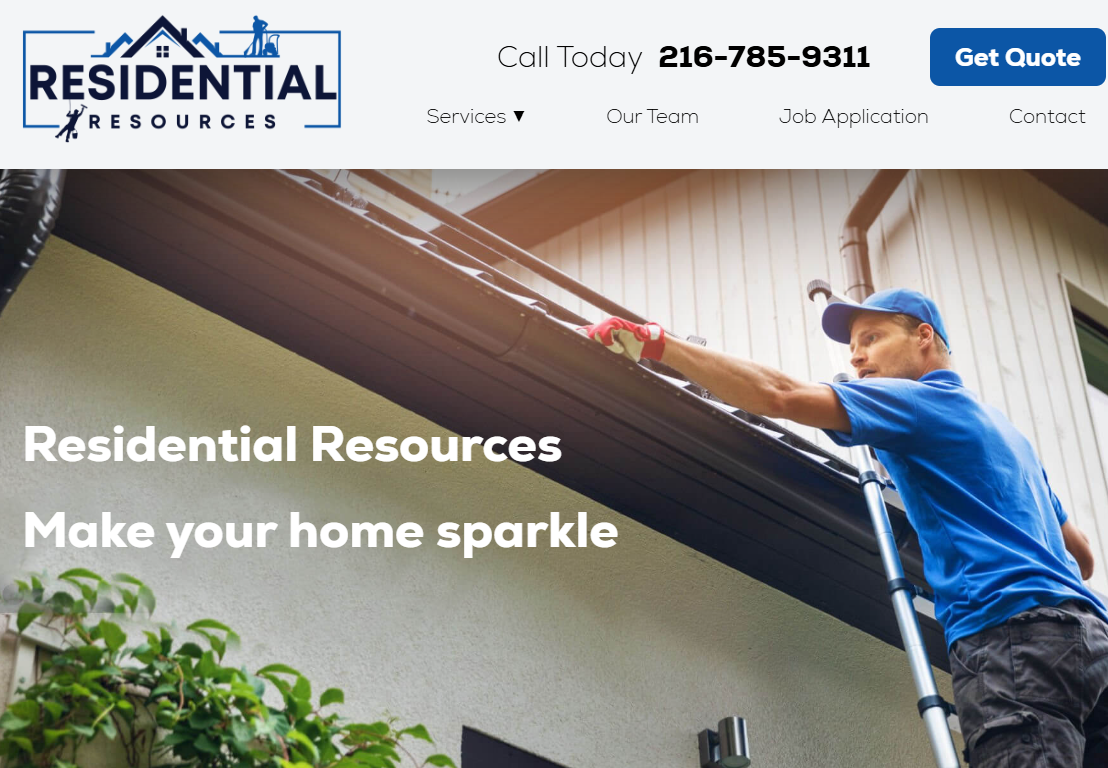 RESIDENTIAL
RESOURCES
Call Today 216-785-9311
Get Quote
Services ▼
Our Team
Job Application
Contact
Residential Resources
Make your home sparkle